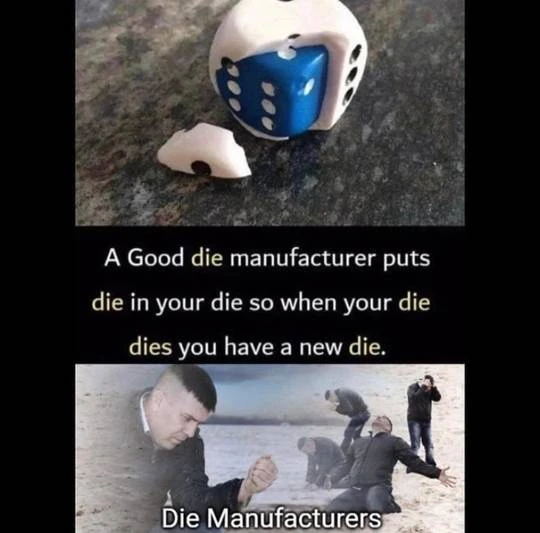 A Good die manufacturer puts
die in your die so when your die
dies you have a new die.
Die Manufacturers